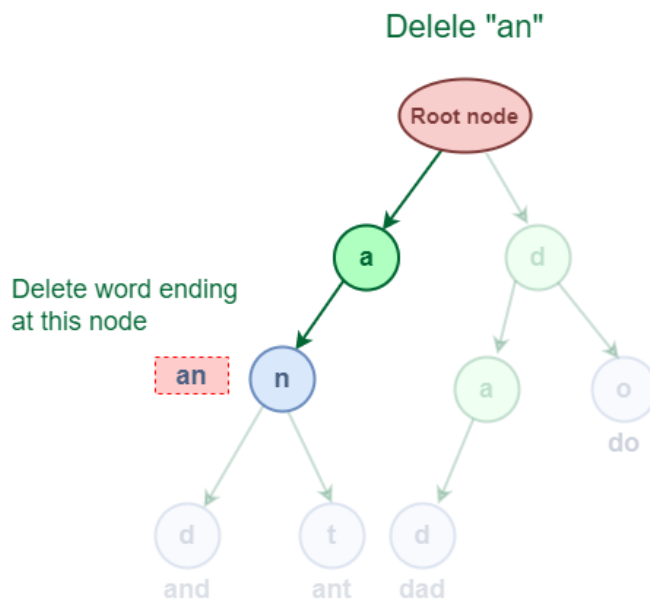 Delele "an"
Root node
a
d
Delete word ending
at this node
an
n
a
o
do
d
t
d
and
ant
dad